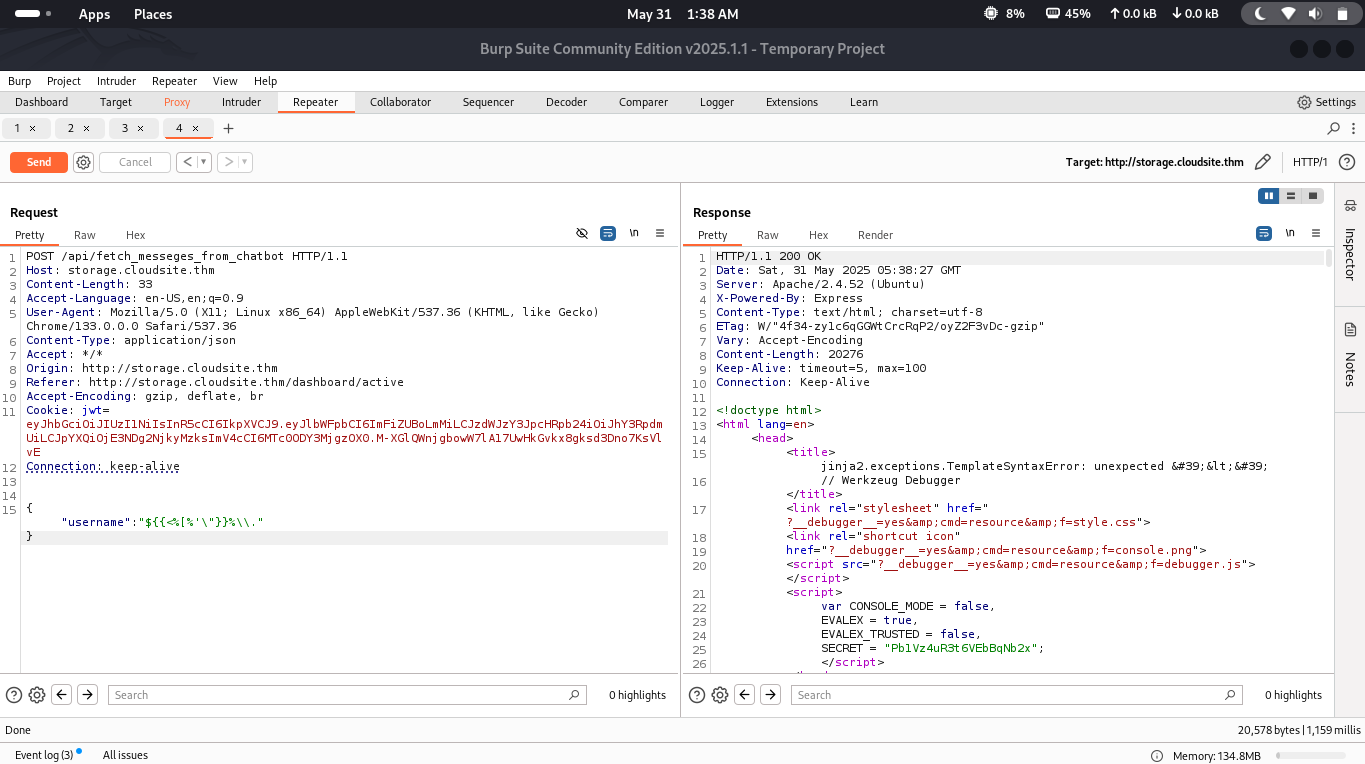 Apps Places May 31 1:38 AM 8% 45% 0.0 kB 0.0 kB
Burp Suite Community Edition v2025.1.1 - Temporary Project
Burp Project Intruder Repeater View Help
Dashboard Target Proxy Intruder Repeater Collaborator Sequencer Decoder Comparer Logger Extensions Learn Settings
1 × 2 × 3 × 4 × +
Send Cancel < > Target: http://storage.cloudsite.thm HTTP/1
Request
Pretty Raw Hex \n
1 POST /api/fetch_messeges_from_chatbot HTTP/1.1
2 Host: storage.cloudsite.thm
3 Content-Length: 33
4 Accept-Language: en-US,en;q=0.9
5 User-Agent: Mozilla/5.0 (X11; Linux x86_64) AppleWebKit/537.36 (KHTML, like Gecko)
Chrome/133.0.0.0 Safari/537.36
6 Content-Type: application/json
7 Accept: */*
8 Origin: http://storage.cloudsite.thm
9 Referer: http://storage.cloudsite.thm/dashboard/active
10 Accept-Encoding: gzip, deflate, br
11 Cookie: jwt=
eyJhbGciOiJIUzI1NiIsInR5cCI6IkpXVCJ9.eyJlbWFpbCI6ImFiZUBoLmMiLCJzdWJzY3JpcHRpb24iOiJhY3Rpdm
UiLCJpYXQiOjE3NDg2NjkyMzksImV4cCI6MTc0ODY3MjgzOX0.M-XGlQWnjgbowW7lA17UwHkGvkx8gksd3Dno7KsVl
vE
12 Connection: keep-alive
13
14
15 {
"username":"${{<%[%'\"}}%\\."
}
Search 0 highlights
Response
Pretty Raw Hex Render \n
1 HTTP/1.1 200 OK
2 Date: Sat, 31 May 2025 05:38:27 GMT
3 Server: Apache/2.4.52 (Ubuntu)
4 X-Powered-By: Express
5 Content-Type: text/html; charset=utf-8
6 ETag: W/"4f34-zy1c6qGGWtCrcRqP2/oyZ2F3vDc-gzip"
7 Vary: Accept-Encoding
8 Content-Length: 20276
9 Keep-Alive: timeout=5, max=100
10 Connection: Keep-Alive
11
12 <!doctype html>
13 <html lang=en>
14 <head>
15 <title>
jinja2.exceptions.TemplateSyntaxError: unexpected &#39;&lt;&#39;
16 // Werkzeug Debugger
</title>
17 <link rel="stylesheet" href="
?__debugger__=yes&amp;cmd=resource&amp;f=style.css">
18 <link rel="shortcut icon"
19 href="?__debugger__=yes&amp;cmd=resource&amp;f=console.png">
20 <script src="?__debugger__=yes&amp;cmd=resource&amp;f=debugger.js">
</script>
21 <script>
22 var CONSOLE_MODE = false,
23 EVALEX = true,
24 EVALEX_TRUSTED = false,
25 SECRET = "Pb1Vz4uR3t6VEbBqNb2x";
26 </script>
Search 0 highlights
Inspector
Notes
Done 20,578 bytes | 1,159 millis
Event log (3) All issues Memory: 134.8MB